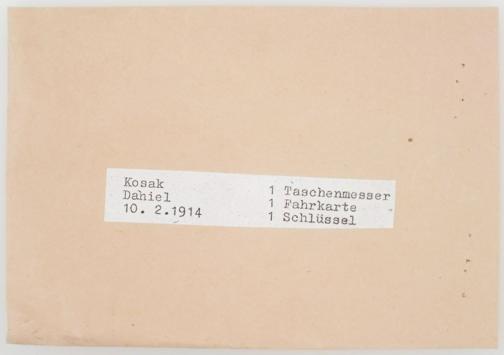 Kosak
Dahiel
10. 2.1914
1 Taschenmesser
1 Fahrkarte
1 Schlüssel